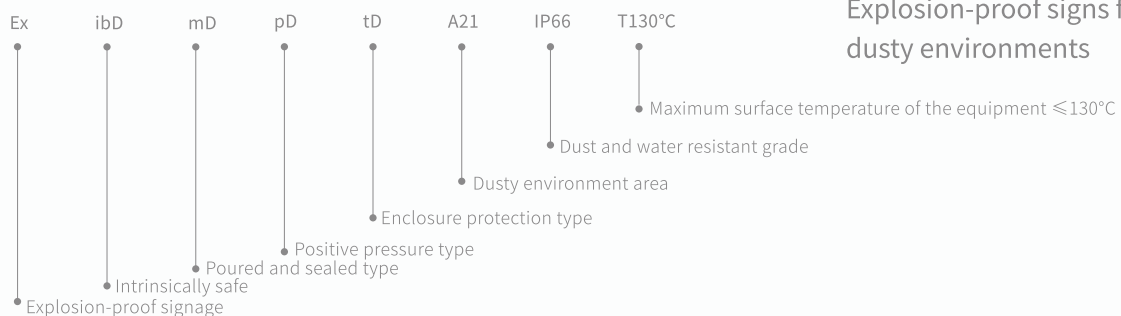 Explosion-proof signs f
dusty environments
Ex ibD mD pD tD A21 IP66 T130℃
Maximum surface temperature of the equipment ≤130℃
Dust and water resistant grade
Dusty environment area
Enclosure protection type
Positive pressure type
Poured and sealed type
Intrinsically safe
Explosion-proof signage